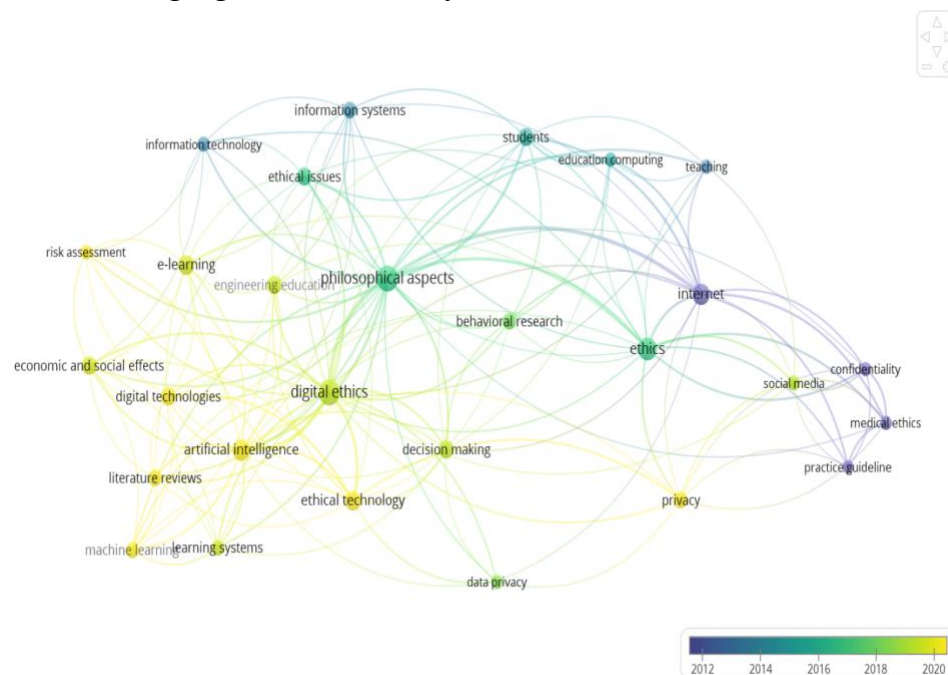 information systems
students
information technology
education computing
teaching
ethical issues
risk assessment
e-learning
engineering education
philosophical aspects
internet
behavioral research
ethics
economic and social effects
confidentiality
social media
digital technologies
digital ethics
medical ethics
artificial intelligence
decision making
practice guideline
literature reviews
ethical technology
privacy
machine learning
learning systems
data privacy
2012 2014 2016 2018 2020